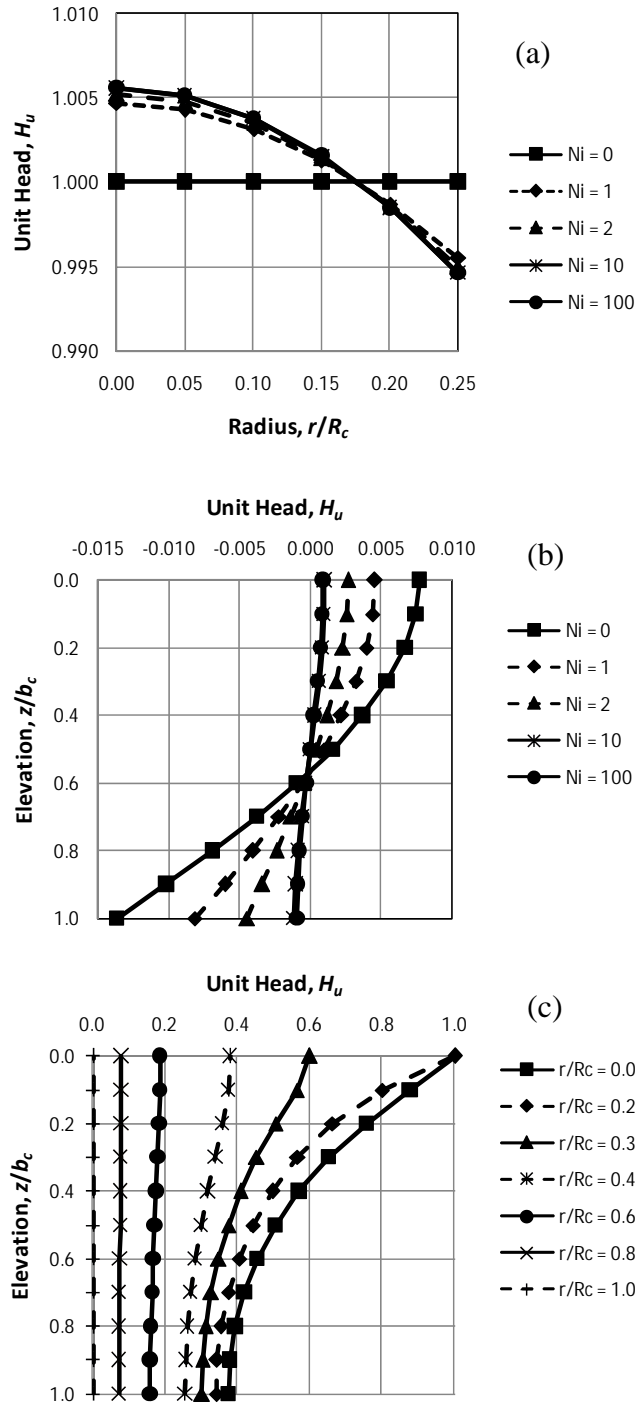 (a)
1.010
1.005
1.000
0.995
0.990
Unit Head, Hu
0.00 0.05 0.10 0.15 0.20 0.25
Radius, r/Rc
Ni = 0
Ni = 1
Ni = 2
Ni = 10
Ni = 100
Unit Head, Hu
(b)
-0.015 -0.010 -0.005 0.000 0.005 0.010
0.0
0.2
0.4
0.6
0.8
1.0
Elevation, z/bc
Ni = 0
Ni = 1
Ni = 2
Ni = 10
Ni = 100
Unit Head, Hu
(c)
0.0 0.2 0.4 0.6 0.8 1.0
0.0
0.2
0.4
0.6
0.8
1.0
Elevation, z/bc
r/Rc = 0.0
r/Rc = 0.2
r/Rc = 0.3
r/Rc = 0.4
r/Rc = 0.6
r/Rc = 0.8
r/Rc = 1.0